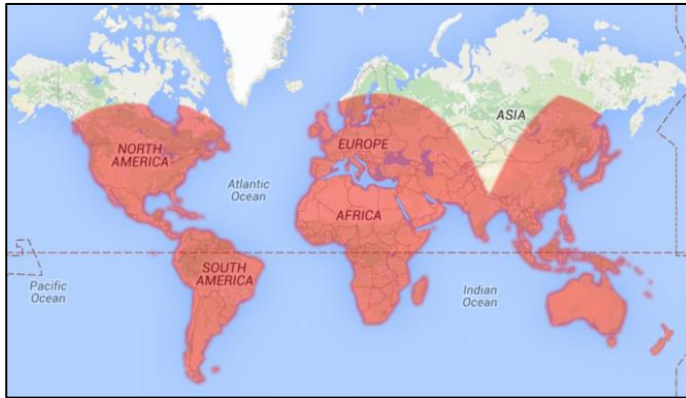 ASIA
NORTH
AMERICA
EUROPE
Atlantic
Ocean
AFRICA
SOUTH
AMERICA
Pacific
Ocean
Indian
Ocean